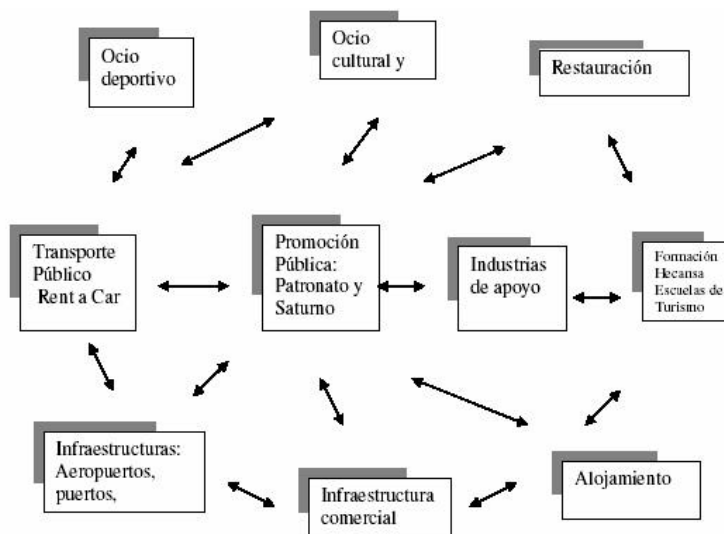 Ocio
deportivo
Ocio
cultural y
Restauración
Transporte
Público
Rent a Car
Promoción
Pública:
Patronato y
Saturno
Industrias
de apoyo
Formación
Hecansa
Escuelas de
Turismo
Infraestructuras:
Aeropuertos,
puertos,
Infraestructura
comercial
Alojamiento